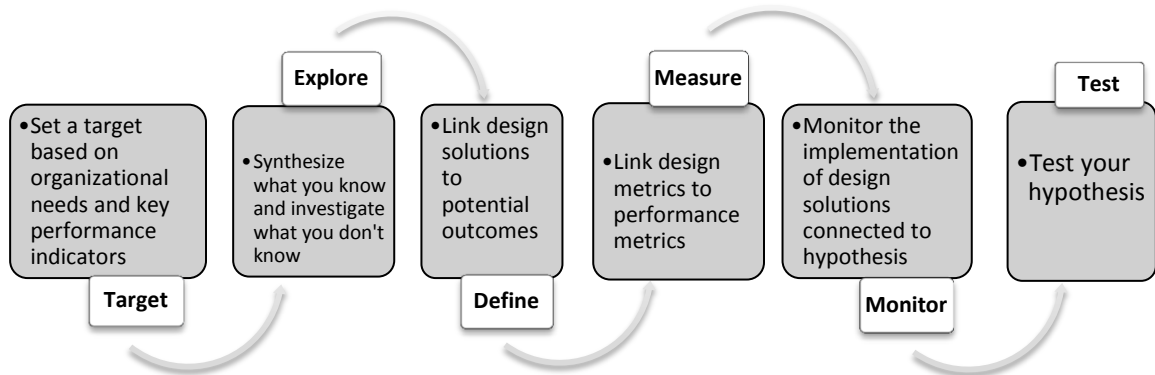 •Set a target
based on
organizational
needs and key
performance
indicators
Target
Explore
•Synthesize
what you know
and investigate
what you don't
know
•Link design
solutions
to
potential
outcomes
Define
Measure
•Link design
metrics to
performance
metrics
•Monitor the
implementation
of design
solutions
connected to
hypothesis
Monitor
Test
•Test your
hypothesis